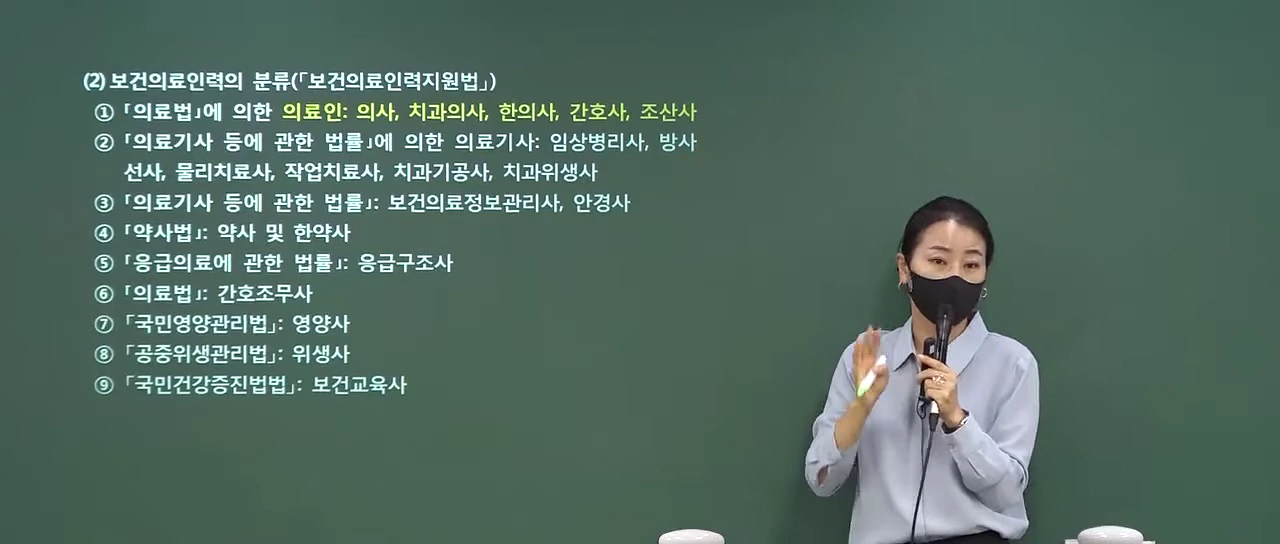 (2) 보건의료인력의 분류(「보건의료인력지원법」)
① 「의료법」에 의한 의료인: 의사, 치과의사, 한의사, 간호사, 조산사
② 「의료기사 등에 관한 법률」에 의한 의료기사: 임상병리사, 방사
선사, 물리치료사, 작업치료사, 치과기공사, 치과위생사
③ 「의료기사 등에 관한 법률」: 보건의료정보관리사, 안경사
④ 「약사법」: 약사 및 한약사
⑤ 「응급의료에 관한 법률」: 응급구조사
⑥ 「의료법」: 간호조무사
⑦ 「국민영양관리법」: 영양사
⑧ 「공중위생관리법」: 위생사
⑨ 「국민건강증진법법」: 보건교육사